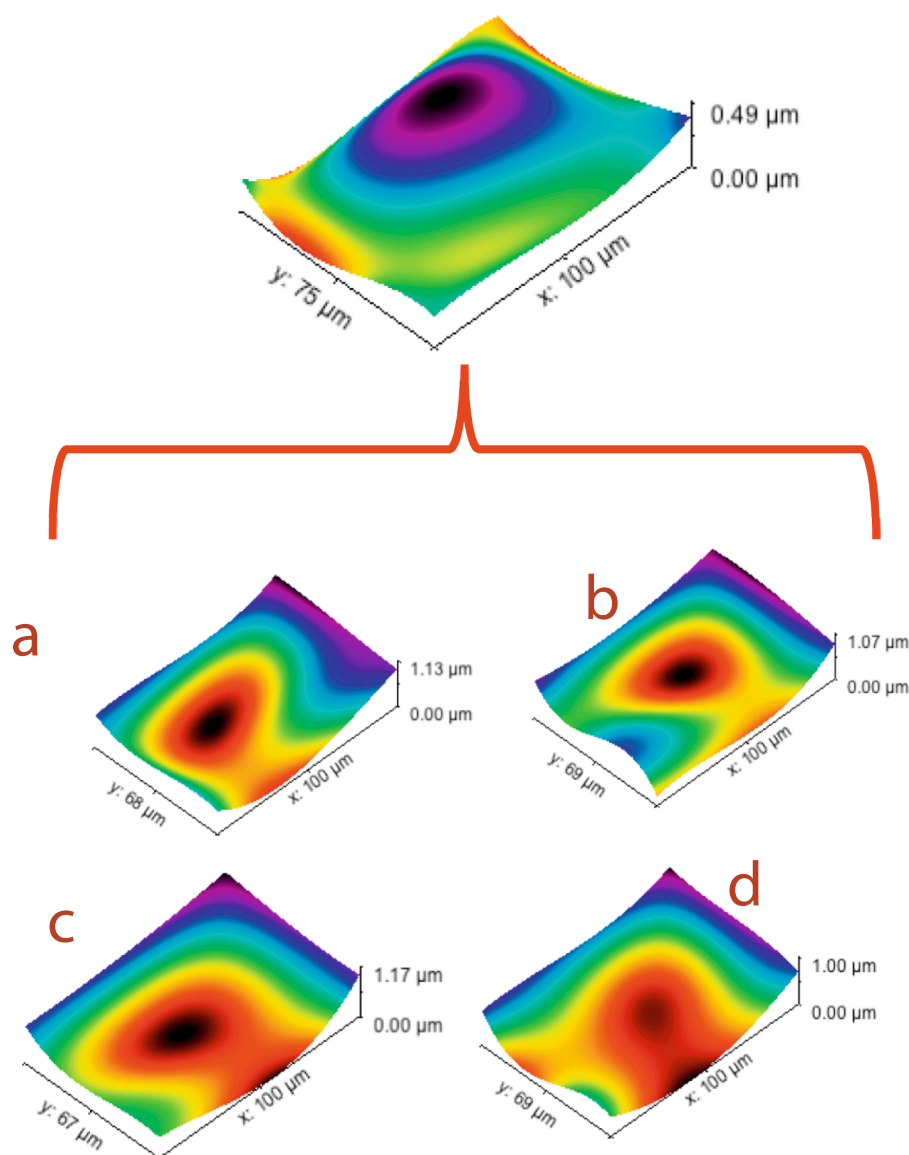 0.49 µm
0.00 µm
y: 75 µm
x: 100 µm
a
1.13 µm
0.00 µm
y: 68 µm
x: 100 µm
b
1.07 µm
0.00 µm
y: 69 µm
x: 100 µm
c
1.17 µm
0.00 µm
y: 67 µm
x: 100 µm
d
1.00 µm
0.00 µm
y: 69 µm
x: 100 µm